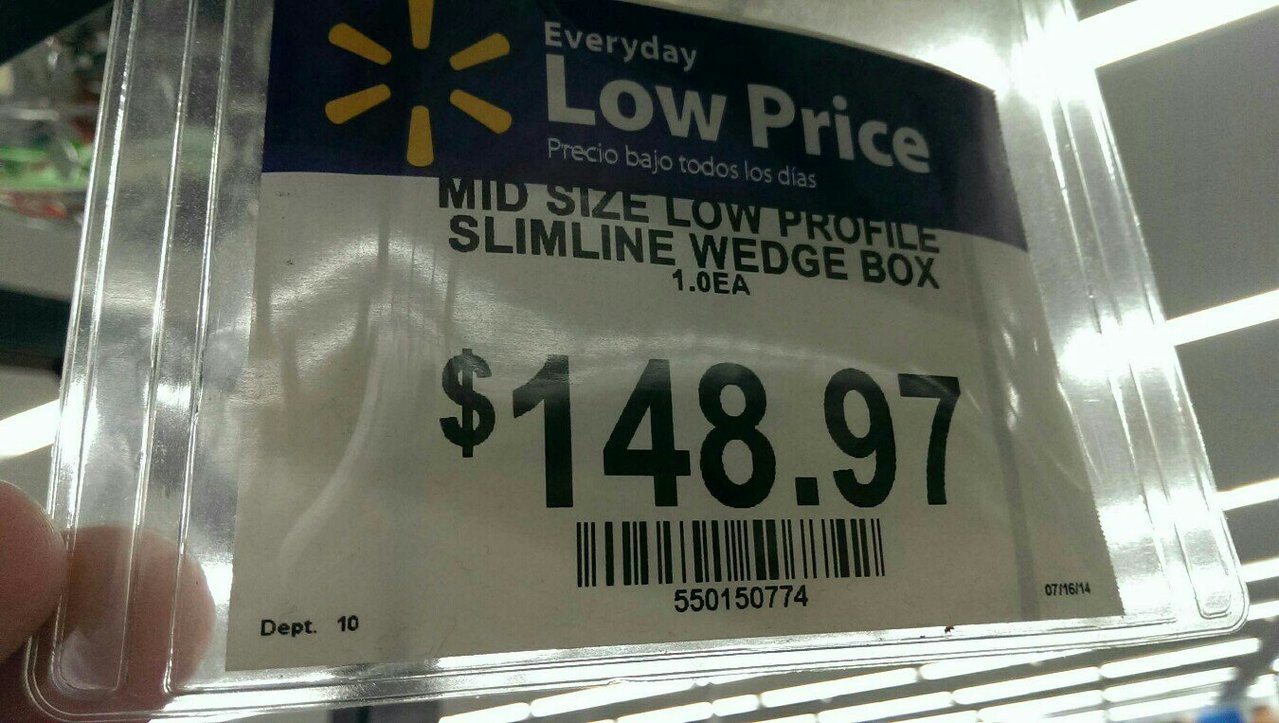 Everyday
Low Price
Precio bajo todos los días
MID SIZE LOW PROFILE
SLIMLINE WEDGE BOX
1.0EA
$148.97
550150774
Dept. 10
07/16/14